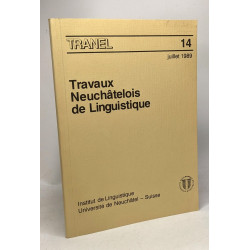 TRANEL
14
juillet 1989
Travaux
Neuchâtelois
de Linguistique
Institut de Linguistique
Université de Neuchâtel – Suisse